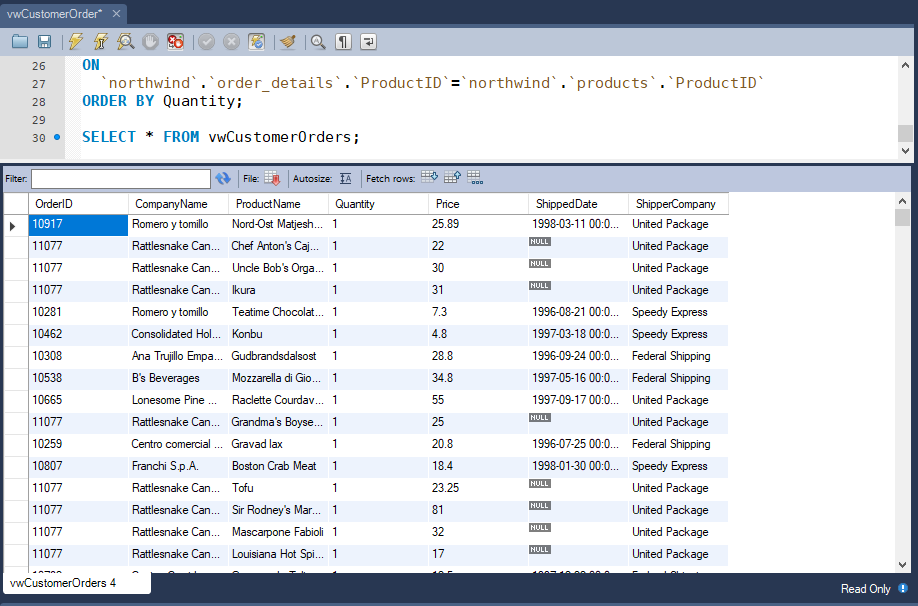 vwCustomerOrder* ×
26 ON
27 `northwind`.`order_details`.`ProductID`=`northwind`.`products`.`ProductID`
28 ORDER BY Quantity;
29
30 SELECT * FROM vwCustomerOrders;
Filter: File: Autosize: Fetch rows:
OrderID CompanyName ProductName Quantity Price ShippedDate ShipperCompany
10917 Romero y tomillo Nord-Ost Matjesh... 1 25.89 1998-03-11 00:0... United Package
11077 Rattlesnake Can... Chef Anton's Caj... 1 22 NULL United Package
11077 Rattlesnake Can... Uncle Bob's Orga... 1 30 NULL United Package
11077 Rattlesnake Can... Ikura 1 31 NULL United Package
10281 Romero y tomillo Teatime Chocolat... 1 7.3 1996-08-21 00:0... Speedy Express
10462 Consolidated Hol... Konbu 1 4.8 1997-03-18 00:0... Speedy Express
10308 Ana Trujillo Empa... Gudbrandsdalsost 1 28.8 1996-09-24 00:0... Federal Shipping
10538 B's Beverages Mozzarella di Gio... 1 34.8 1997-05-16 00:0... Federal Shipping
10665 Lonesome Pine ... Raclette Courdav... 1 55 1997-09-17 00:0... United Package
11077 Rattlesnake Can... Grandma's Boyse... 1 25 NULL United Package
10259 Centro comercial ... Gravad lax 1 20.8 1996-07-25 00:0... Federal Shipping
10807 Franchi S.p.A. Boston Crab Meat 1 18.4 1998-01-30 00:0... Speedy Express
11077 Rattlesnake Can... Tofu 1 23.25 NULL United Package
11077 Rattlesnake Can... Sir Rodney's Mar... 1 81 NULL United Package
11077 Rattlesnake Can... Mascarpone Fabioli 1 32 NULL United Package
11077 Rattlesnake Can... Louisiana Hot Spi... 1 17 NULL United Package
vwCustomerOrders 4
Read Only